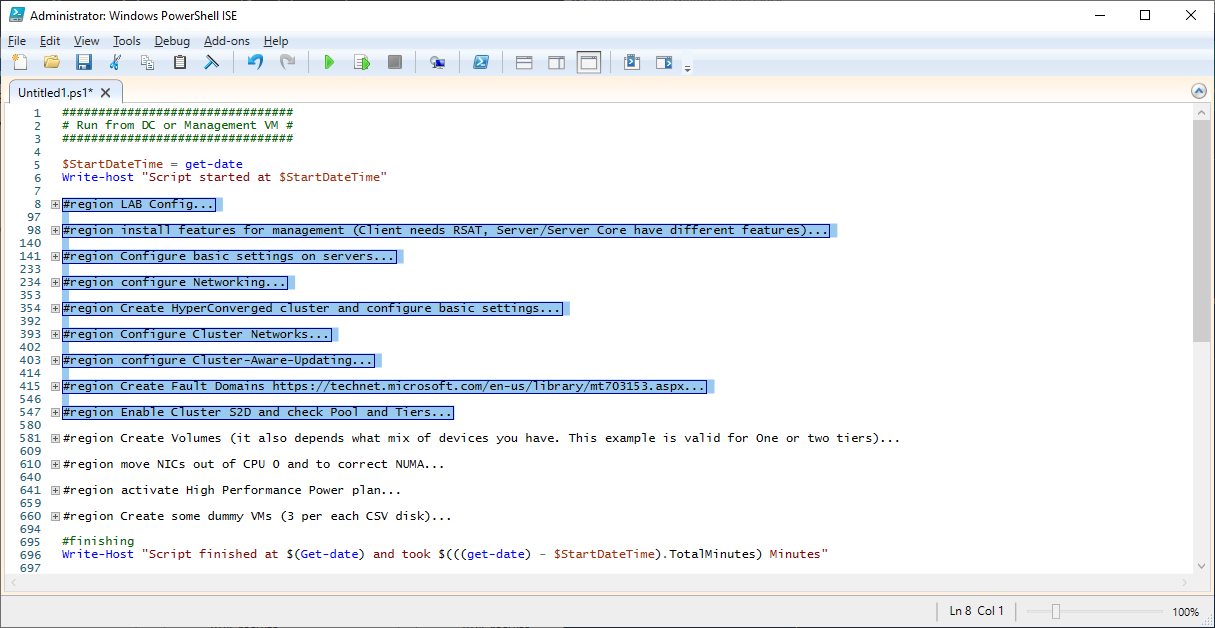 Administrator: Windows PowerShell ISE
File Edit View Tools Debug Add-ons Help
Untitled1.ps1*
1 ################################
2 # Run from DC or Management VM #
3 ################################
4
5 $StartDateTime = get-date
6 Write-host "Script started at $StartDateTime"
7
8 #region LAB Config...
97
98 #region install features for management (Client needs RSAT, Server/Server Core have different features)...
140
141 #region Configure basic settings on servers...
233
234 #region configure Networking...
353
354 #region Create HyperConverged cluster and configure basic settings...
392
393 #region Configure Cluster Networks...
402
403 #region configure Cluster-Aware-Updating...
414
415 #region Create Fault Domains https://technet.microsoft.com/en-us/library/mt703153.aspx...
546
547 #region Enable Cluster S2D and check Pool and Tiers...
580
581 #region Create Volumes (it also depends what mix of devices you have. This example is valid for One or two tiers)...
609
610 #region move NICs out of CPU 0 and to correct NUMA...
640
641 #region activate High Performance Power plan...
659
660 #region Create some dummy VMs (3 per each CSV disk)...
694
695 #finishing
696 Write-Host "Script finished at $(Get-date) and took $(((get-date) - $StartDateTime).TotalMinutes) Minutes"
697
Ln 8 Col 1 100%